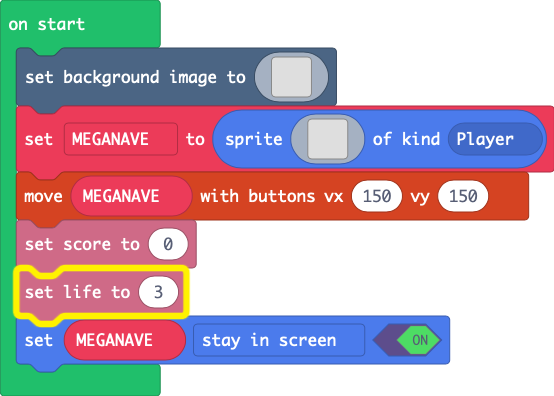 on start
set background image to
set MEGANAVE to sprite of kind Player
move MEGANAVE with buttons vx 150 vy 150
set score to 0
set life to 3
set MEGANAVE stay in screen ON